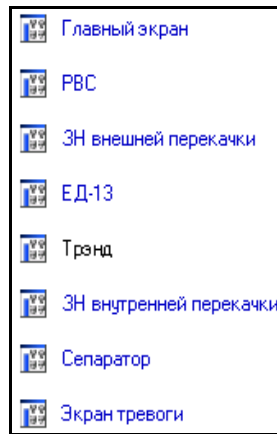 Главный экран
РВС
ЗН внешней перекачки
ЕД-13
Трэнд
ЗН внутренней перекачки
Сепаратор
Экран тревоги